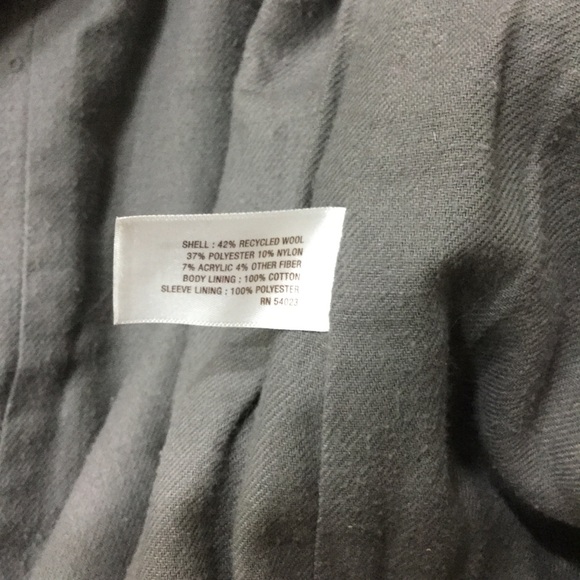 SHELL : 42% RECYCLED WOOL
37% POLYESTER 10% NYLON
7% ACRYLIC 4% OTHER FIBER
BODY LINING : 100% COTTON
SLEEVE LINING : 100% POLYESTER
RN 54023